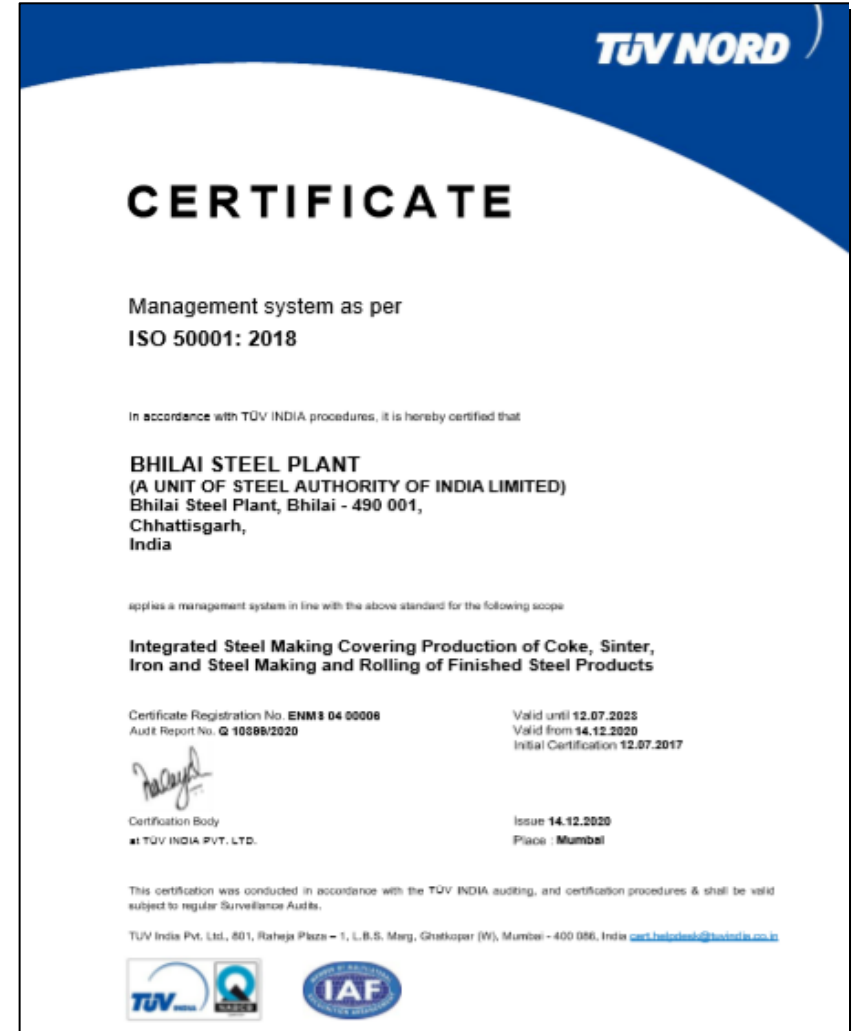 TÜV NORD
CERTIFICATE
Management system as per
ISO 50001: 2018
In accordance with TÜV INDIA procedures, it is hereby certified that
BHILAI STEEL PLANT
(A UNIT OF STEEL AUTHORITY OF INDIA LIMITED)
Bhilai Steel Plant, Bhilai - 490 001,
Chhattisgarh,
India
applies a management system in line with the above standard for the following scope
Integrated Steel Making Covering Production of Coke, Sinter,
Iron and Steel Making and Rolling of Finished Steel Products
Certificate Registration No. 04 00006
Audit Report No. Q
Valid until 12.07.2023
Valid from 14.12.2020
Initial Certification 12.07.2017
Certification Body
at TÜV INDIA PVT. LTD.
Issue 14.12.2020
Place : Mumbai
This certification was conducted in accordance with the TÜV INDIA auditing, and certification procedures & shall be valid
subject to regular Surveillance Audits.
TUV India Pvt. Ltd., 801, Raheja Plaza – 1, L.B.S. Marg, Ghatkopar (W), Mumbai - 400 086, India cert.helpdesk@tuvindia.co.in
TÜV INDIA
NABCB
IAF